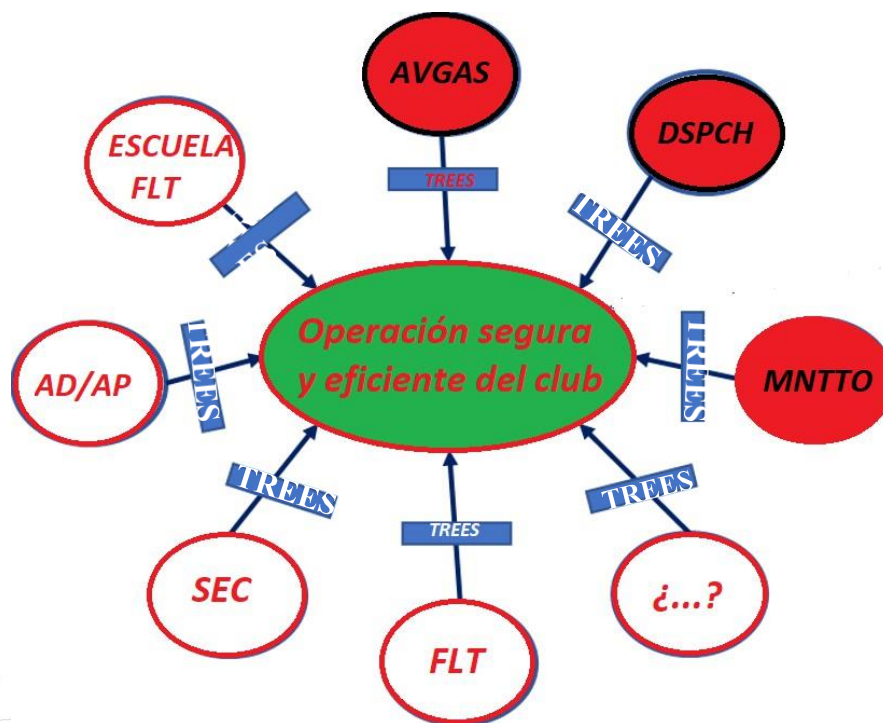 AVGAS
DSPCH
ESCUELA
FLT
TREES
TREES
ES
Operación segura
y eficiente del club
TREES
AD/AP
TREES
MNTTO
TREES
TREES
TREES
SEC
FLT
¿...?